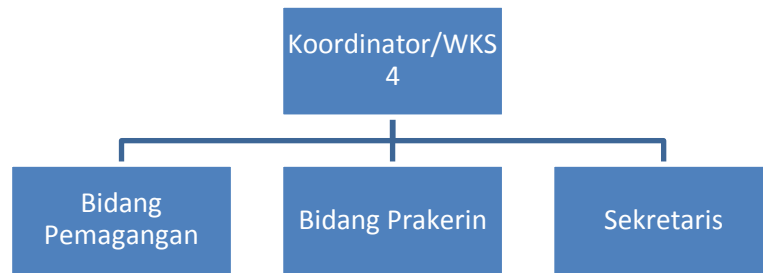 Koordinator/WKS
4
Bidang
Pemagangan
Bidang Prakerin
Sekretaris